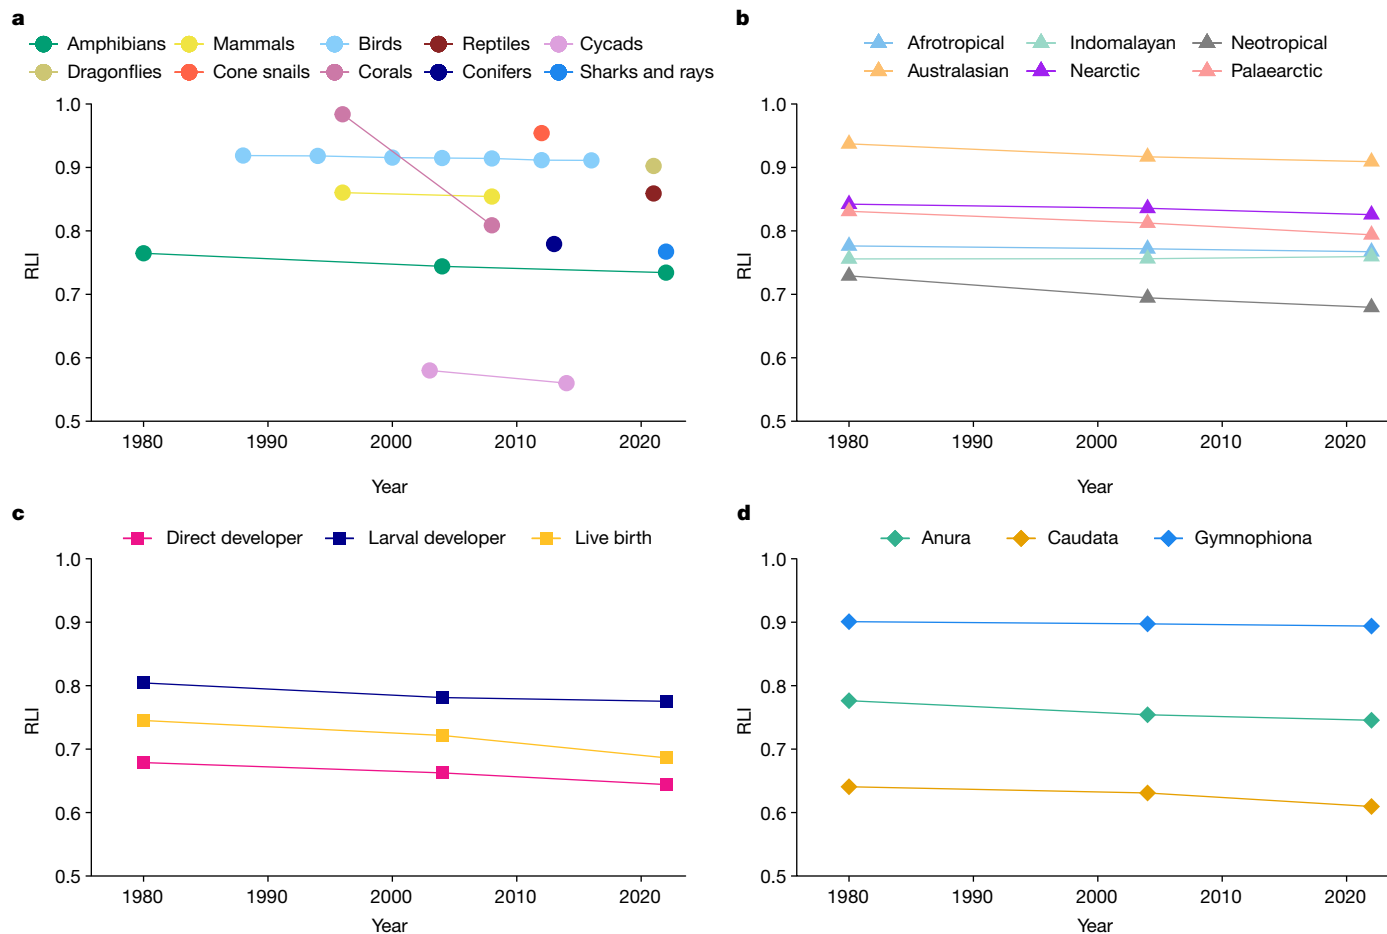 a
Amphibians Mammals Birds Reptiles Cycads
Dragonflies Cone snails Corals Conifers Sharks and rays
1.0
0.9
0.8
0.7
0.6
0.5
RLI
1980 1990 2000 2010 2020
Year
b
Afrotropical Indomalayan Neotropical
Australasian Nearctic Palaearctic
1.0
0.9
0.8
0.7
0.6
0.5
RLI
1980 1990 2000 2010 2020
Year
c
Direct developer Larval developer Live birth
1.0
0.9
0.8
0.7
0.6
0.5
RLI
1980 1990 2000 2010 2020
Year
d
Anura Caudata Gymnophiona
1.0
0.9
0.8
0.7
0.6
0.5
RLI
1980 1990 2000 2010 2020
Year